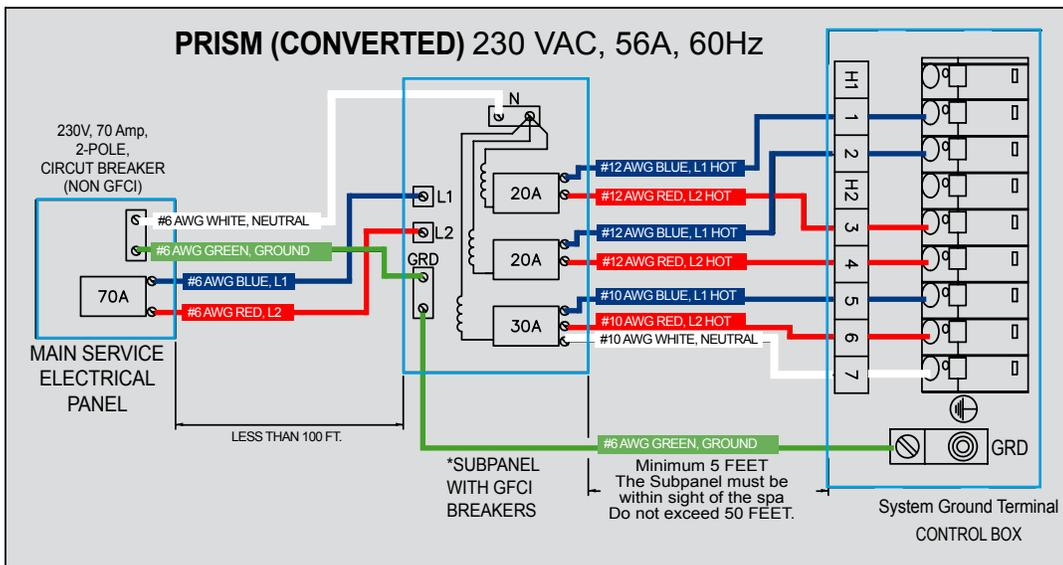 PRISM (CONVERTED) 230 VAC, 56A, 60Hz
230V, 70 Amp,
2-POLE,
CIRCUT BREAKER
(NON GFCI)
#6 AWG WHITE, NEUTRAL
#6 AWG GREEN, GROUND
70A
#6 AWG BLUE, L1
#6 AWG RED, L2
MAIN SERVICE
ELECTRICAL
PANEL
LESS THAN 100 FT.
N
L1
L2
GRD
20A
20A
30A
*SUBPANEL
WITH GFCI
BREAKERS
#12 AWG BLUE, L1 HOT
#12 AWG RED, L2 HOT
#12 AWG BLUE, L1 HOT
#12 AWG RED, L2 HOT
#10 AWG BLUE, L1 HOT
#10 AWG RED, L2 HOT
#10 AWG WHITE, NEUTRAL
#6 AWG GREEN, GROUND
Minimum 5 FEET
The Subpanel must be
within sight of the spa
Do not exceed 50 FEET.
H1
1
2
H2
3
4
5
6
7
GRD
System Ground Terminal
CONTROL BOX